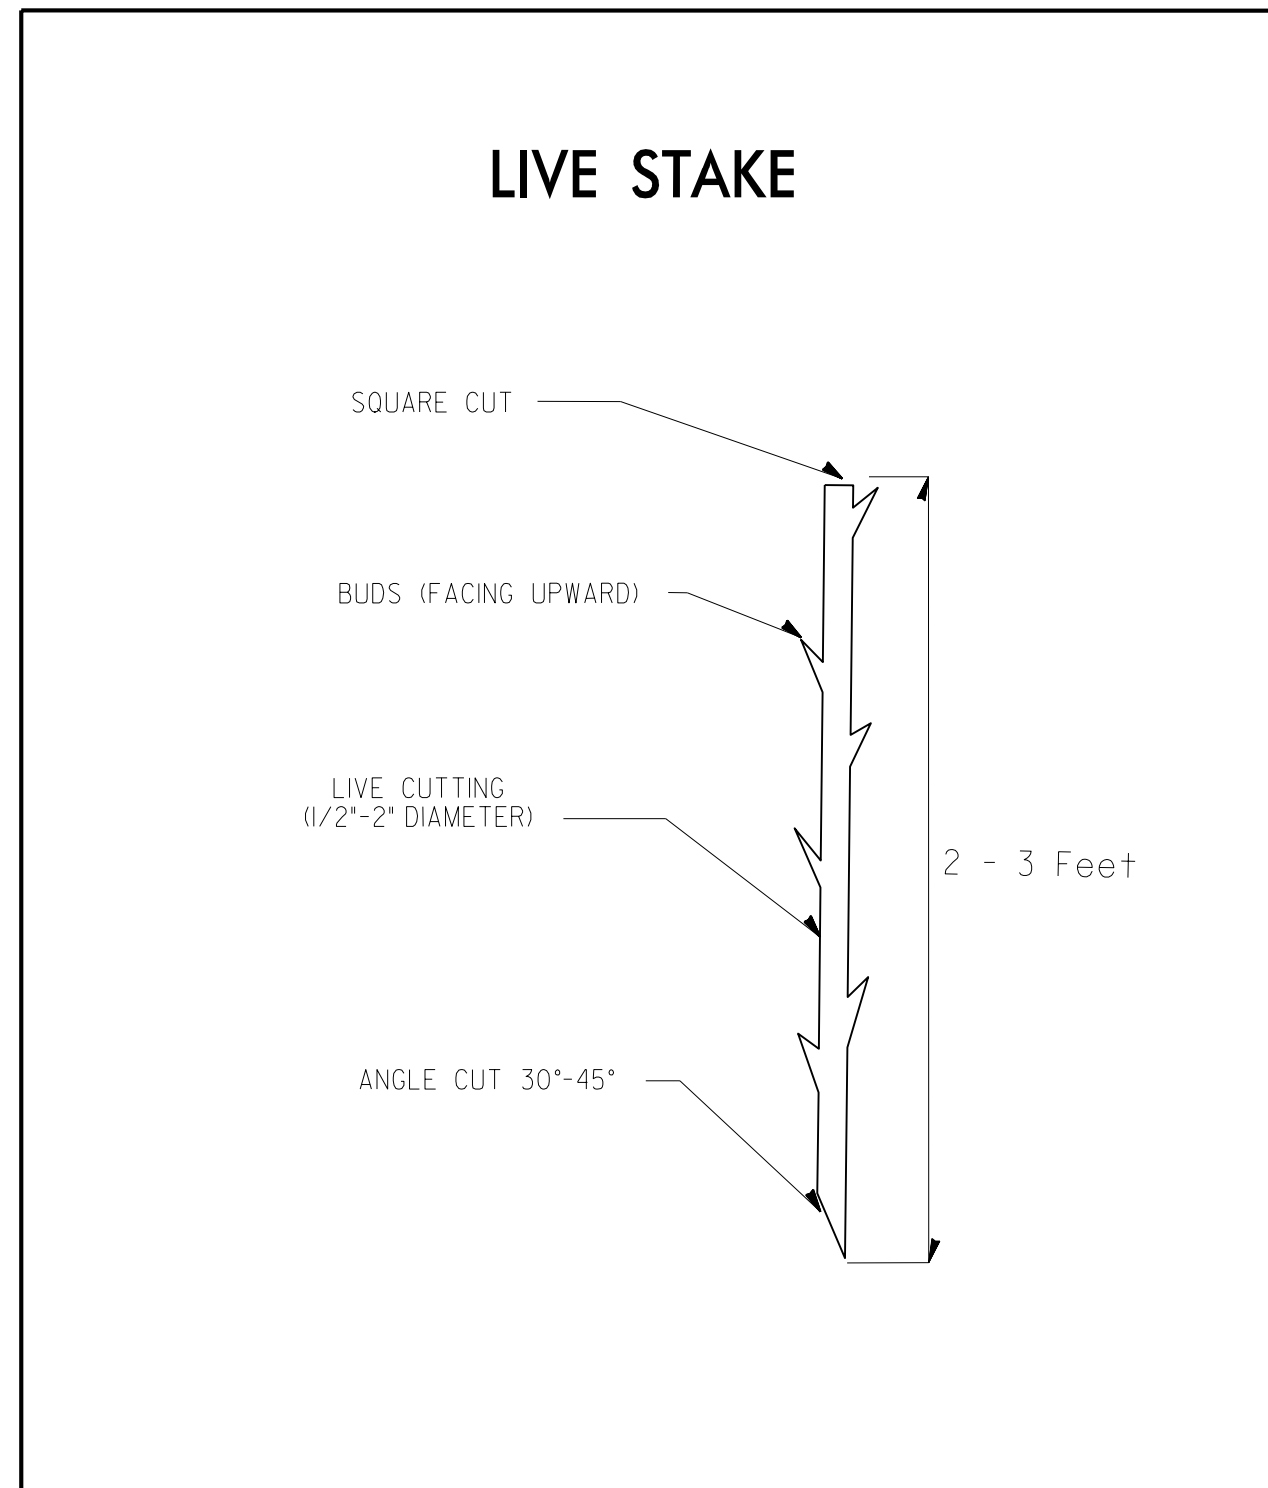 LIVE STAKE
SQUARE CUT
BUDS (FACING UPWARD)
LIVE CUTTING
(1/2"-2" DIAMETER)
2 - 3 Feet
ANGLE CUT 30°-45°